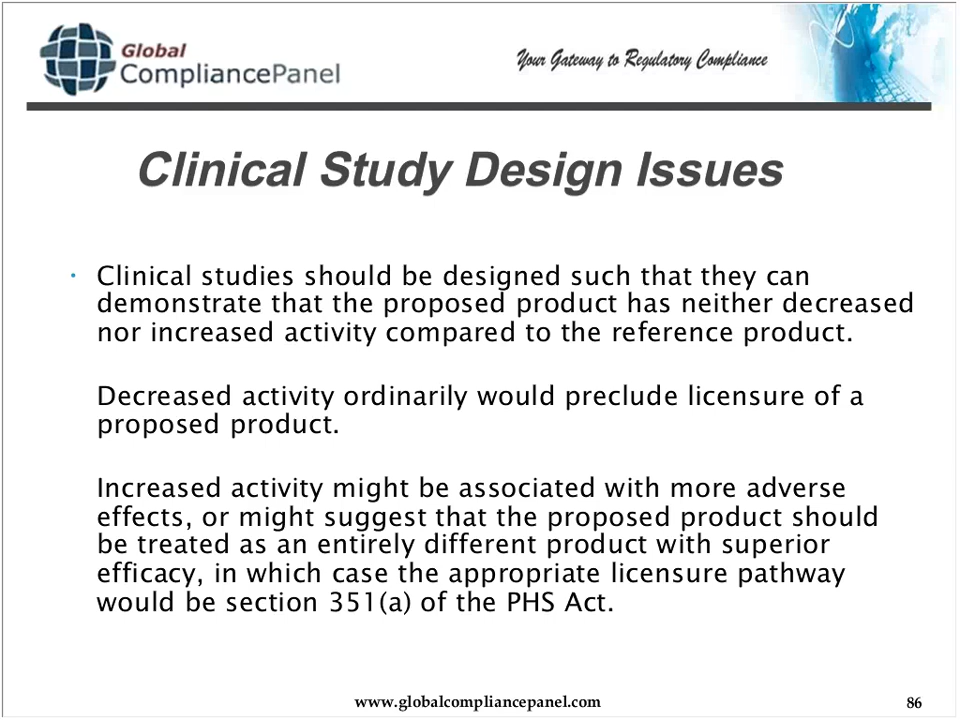 Global
CompliancePanel
Your Gateway to Regulatory Compliance
Clinical Study Design Issues
· Clinical studies should be designed such that they can
demonstrate that the proposed product has neither decreased
nor increased activity compared to the reference product.
Decreased activity ordinarily would preclude licensure of a
proposed product.
Increased activity might be associated with more adverse
effects, or might suggest that the proposed product should
be treated as an entirely different product with superior
efficacy, in which case the appropriate licensure pathway
would be section 351(a) of the PHS Act.
www.globalcompliancepanel.com
86